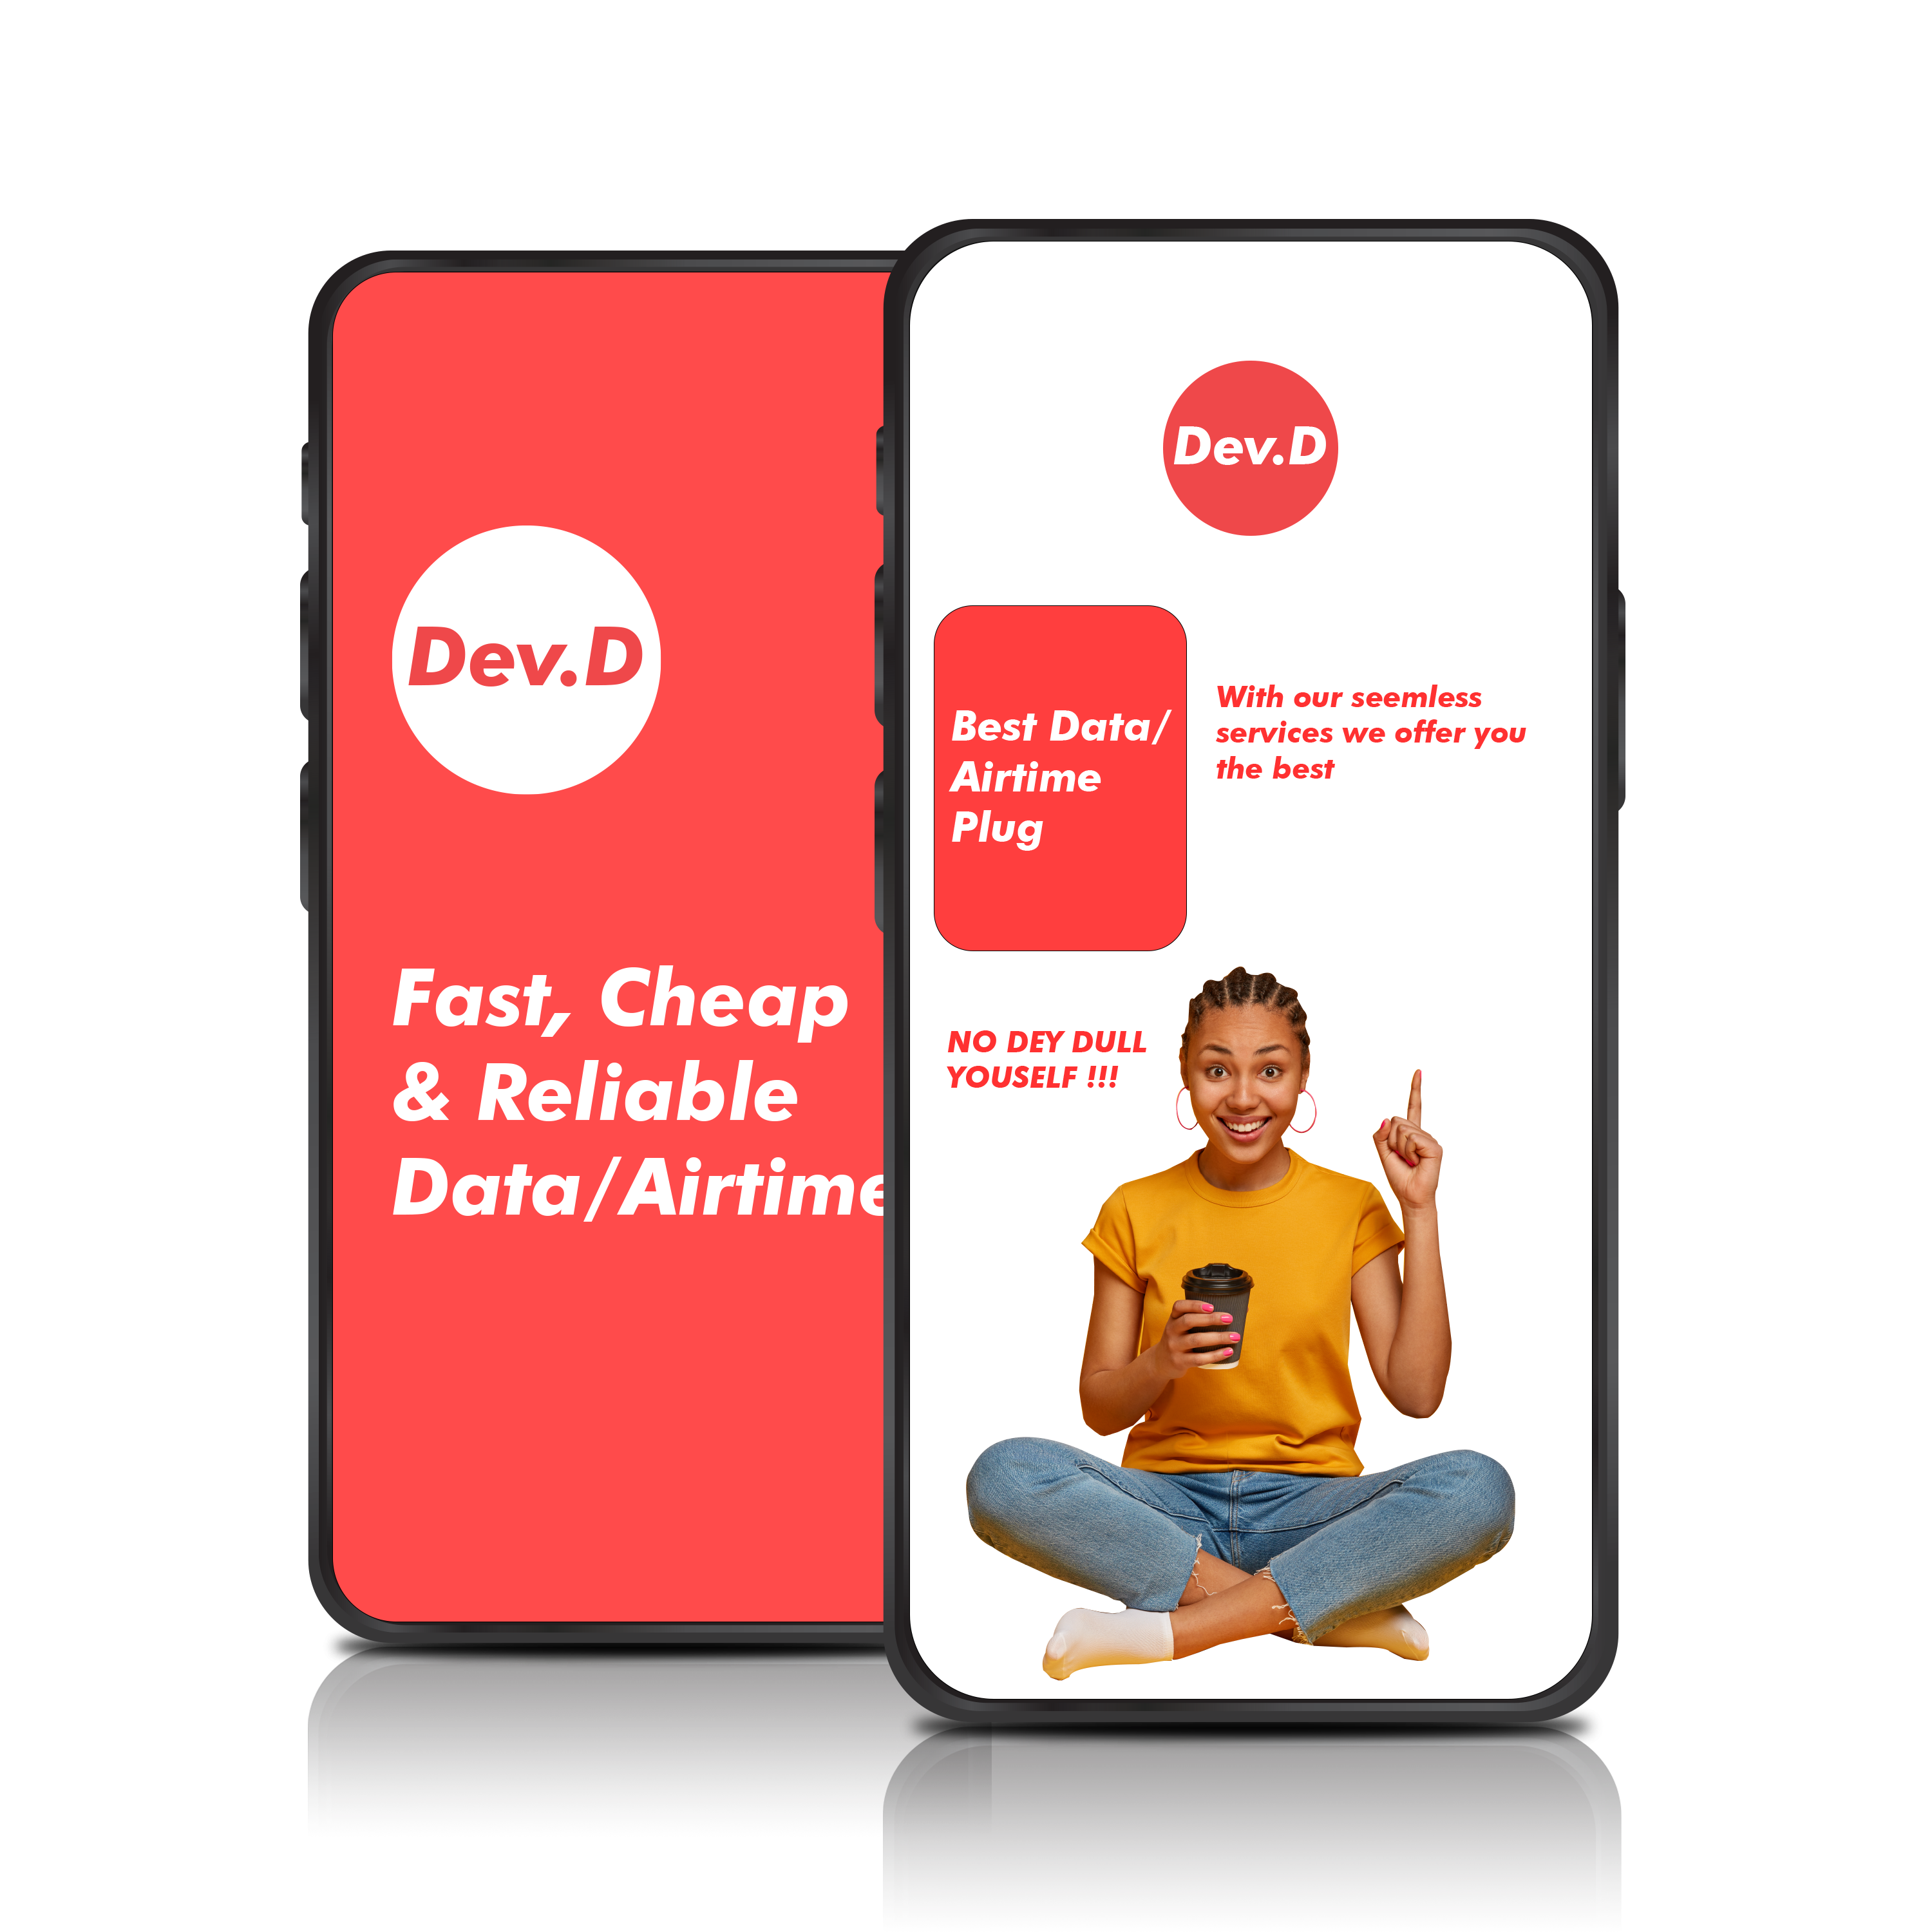 Dev.D
Fast, Cheap
& Reliable
Data/Airtime
Dev.D
Best Data/
Airtime
Plug
With our seemless
services we offer you
the best
NO DEY DULL
YOUSELF !!!